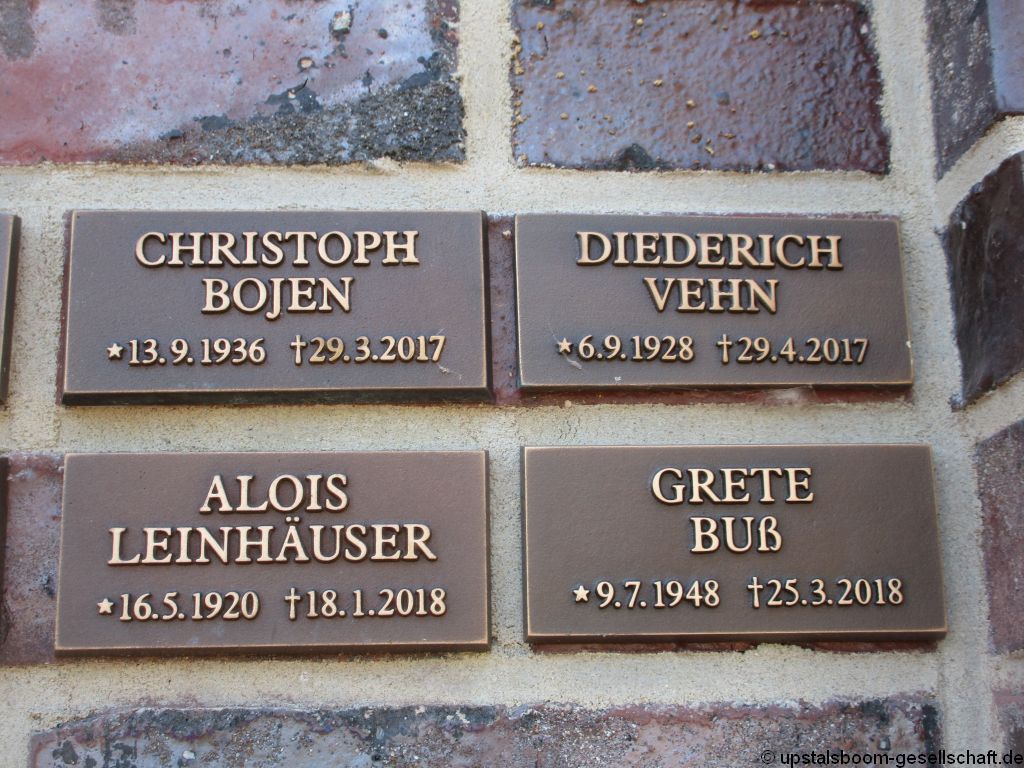 CHRISTOPH
BOJEN
★13.9.1936 †29.3.2017
DIEDERICH
VEHN
★6.9.1928 †29.4.2017
ALOIS
LEINHÄUSER
★16.5.1920 †18.1.2018
GRETE
BUß
★9.7.1948 †25.3.2018
© upstalsboom-gesellschaft.de